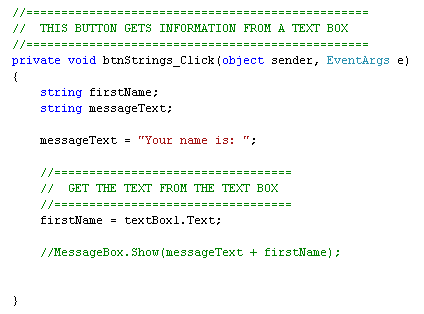 //=================================================
//  THIS BUTTON GETS INFORMATION FROM A TEXT BOX
//=================================================
private void btnStrings_Click(object sender, EventArgs e)
{
    string firstName;
    string messageText;
    messageText = "Your name is: ";
    //==================================
    //  GET THE TEXT FROM THE TEXT BOX
    //==================================
    firstName = textBox1.Text;
    //MessageBox.Show(messageText + firstName);
}